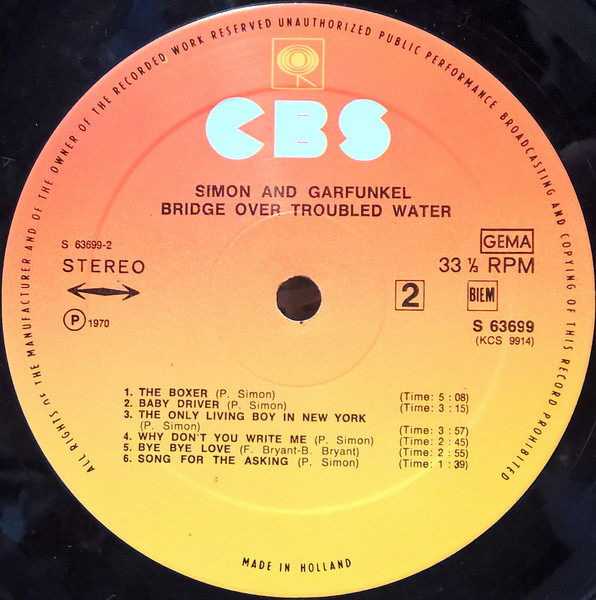 ALL RIGHTS OF THE MANUFACTURER AND OF THE OWNER OF THE RECORDED WORK RESERVED UNAUTHORIZED PUBLIC PERFORMANCE. BROADCASTING AND COPYING OF THIS RECORD PROHIBITED
CBS
SIMON AND GARFUNKEL
BRIDGE OVER TROUBLED WATER
S 63699-2
GEMA
STEREO
33 ⅓ RPM
2
BIEM
Ⓟ 1970
S 63699
(KCS 9914)
1. THE BOXER (P. Simon) (Time: 5 : 08)
2. BABY DRIVER (P. Simon) (Time: 3 : 15)
3. THE ONLY LIVING BOY IN NEW YORK
(P. Simon) (Time: 3 : 57)
4. WHY DON'T YOU WRITE ME (P. Simon) (Time: 2 : 45)
5. BYE BYE LOVE (F. Bryant-B. Bryant) (Time: 2 : 55)
6. SONG FOR THE ASKING (P. Simon) (Time: 1 : 39)
MADE IN HOLLAND